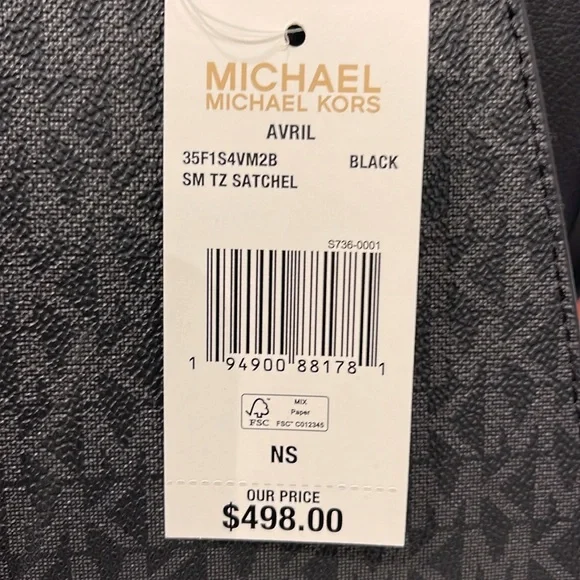 MICHAEL
MICHAEL KORS
AVRIL
35F1S4VM2B BLACK
SM TZ SATCHEL
S736-0001
1 94900 88178 1
FSC
MIX
Paper
FSC™ C012345
NS
OUR PRICE
$498.00